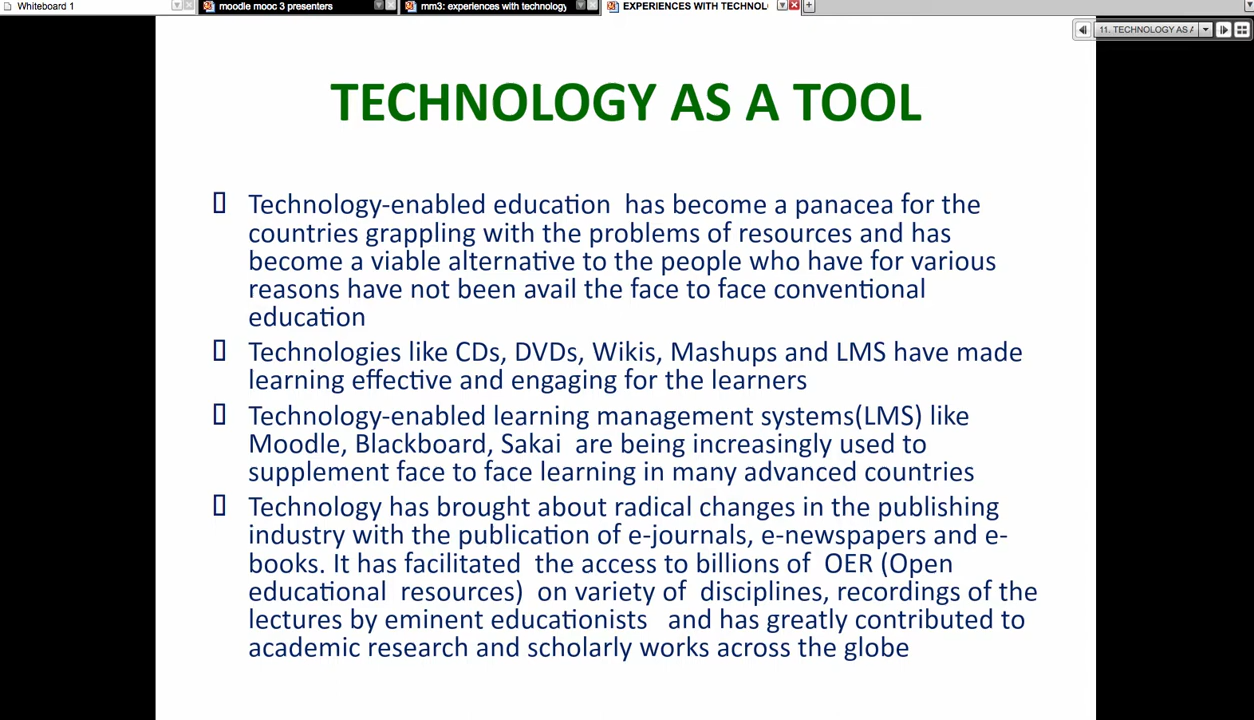 Whiteboard 1
moodle mooc 3 presenters
mm3: experiences with technology
EXPERIENCES WITH TECHNOL
11. TECHNOLOGY AS A
TECHNOLOGY AS A TOOL
Technology-enabled education has become a panacea for the
countries grappling with the problems of resources and has
become a viable alternative to the people who have for various
reasons have not been avail the face to face conventional
education
Technologies like CDs, DVDs, Wikis, Mashups and LMS have made
learning effective and engaging for the learners
Technology-enabled learning management systems(LMS) like
Moodle, Blackboard, Sakai are being increasingly used to
supplement face to face learning in many advanced countries
Technology has brought about radical changes in the publishing
industry with the publication of e-journals, e-newspapers and e-
books. It has facilitated the access to billions of OER (Open
educational resources) on variety of disciplines, recordings of the
lectures by eminent educationists and has greatly contributed to
academic research and scholarly works across the globe